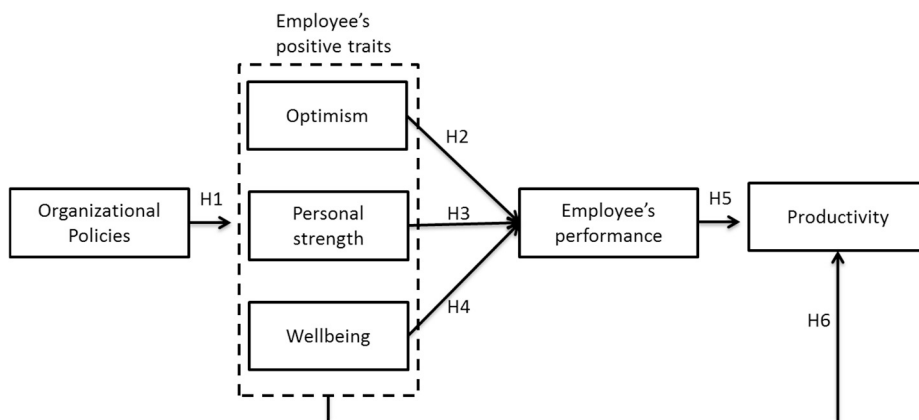 Employee’s
positive traits
Optimism
H2
H1
Organizational
Policies
Personal
strength
H3
Employee’s
performance
H5
Productivity
Wellbeing
H4
H6